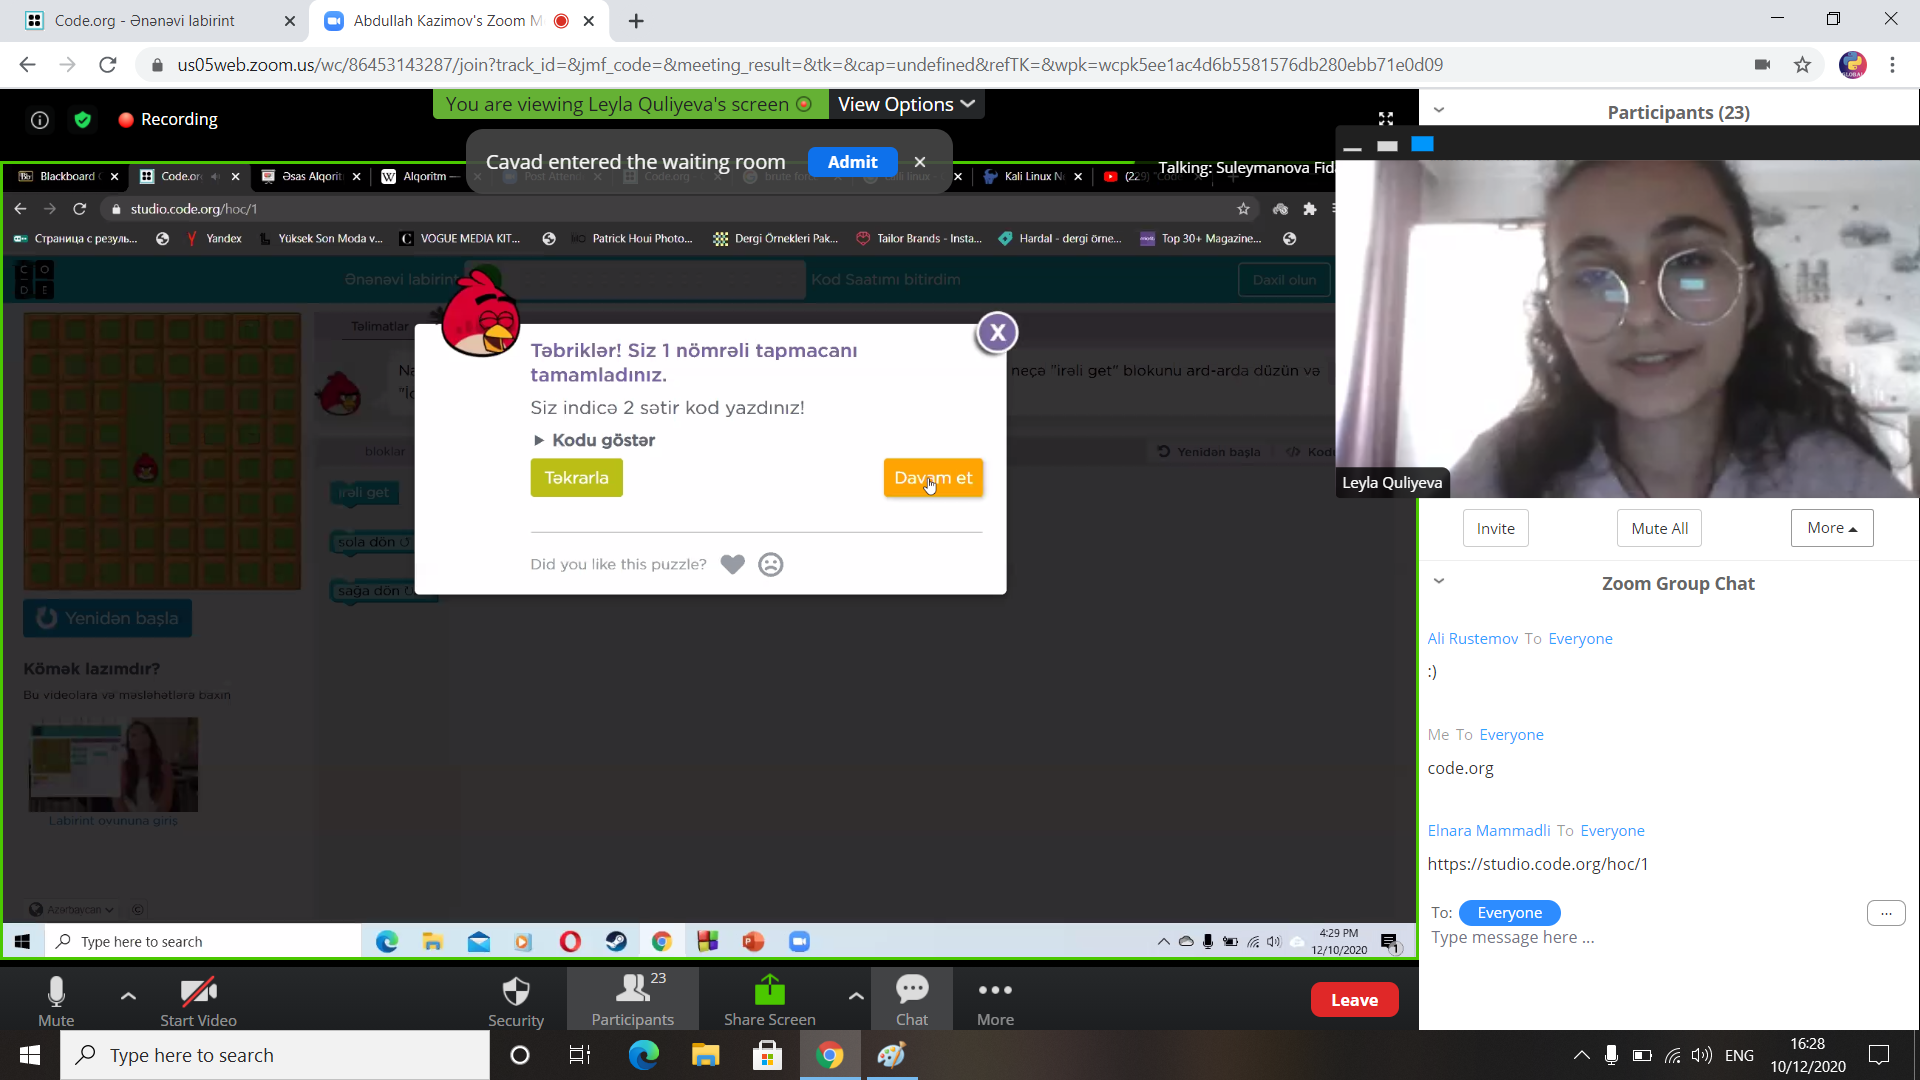 Code.org - Ənənəvi labirint
Abdullah Kazimov's Zoom M
us05web.zoom.us/wc/86453143287/join?track_id=&jmf_code=&meeting_result=&tk=&cap=undefined&refTK=&wpk=wcpk5ee1ac4d6b5581576db280ebb71e0d09
Recording
You are viewing Leyla Quliyeva's screen
View Options
Participants (23)
Cavad entered the waiting room
Admit
Talking: Suleymanova Fid
Blackboard
Code.or
Əsas Alqorit
W Alqoritm —
Post Attend
Code.org -
brute force
Kali linux -
Kali Linux N
studio.code.org/hoc/1
Страница с резуль...
Yandex
Yüksek Son Moda v...
VOGUE MEDIA KIT...
Patrick Houi Photo...
Dergi Örnekleri Pak...
Tailor Brands - Insta...
Hardal - dergi örne...
Top 30+ Magazine...
C O
D E
Ənənəvi labirint
Kod Saatımı bitirdim
Daxil olun
Təlimatlar
neçə "irəli get" blokunu ard-arda düzün və
Təbriklər! Siz 1 nömrəli tapmacanı
tamamladınız.
Siz indicə 2 sətir kod yazdınız!
Kodu göstər
Təkrarla
Davam et
Did you like this puzzle?
X
bloklar
Yenidən başla
irəli get
sola dön
sağa dön
Yenidən başla
Kömək lazımdır?
Bu videolara və məsləhətlərə baxın
Labirint oyununa giriş
Azərbaycan
Type here to search
4:29 PM
12/10/2020
1
Leyla Quliyeva
Invite
Mute All
More
Zoom Group Chat
Ali Rustemov To Everyone
:)
Me To Everyone
code.org
Elnara Mammadli To Everyone
https://studio.code.org/hoc/1
To: Everyone
...
Type message here ...
Mute
Start Video
Security
23
Participants
Share Screen
Chat
More
Leave
Type here to search
ENG
16:28
10/12/2020